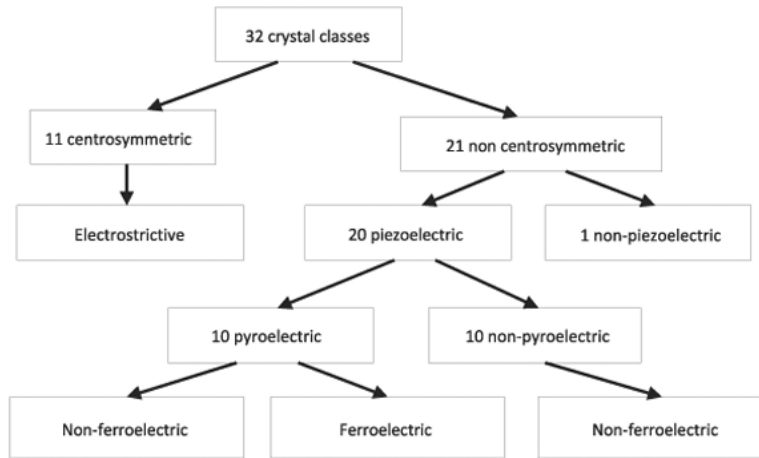 32 crystal classes
11 centrosymmetric
21 non centrosymmetric
Electrostrictive
20 piezoelectric
1 non-piezoelectric
10 pyroelectric
10 non-pyroelectric
Non-ferroelectric
Ferroelectric
Non-ferroelectric